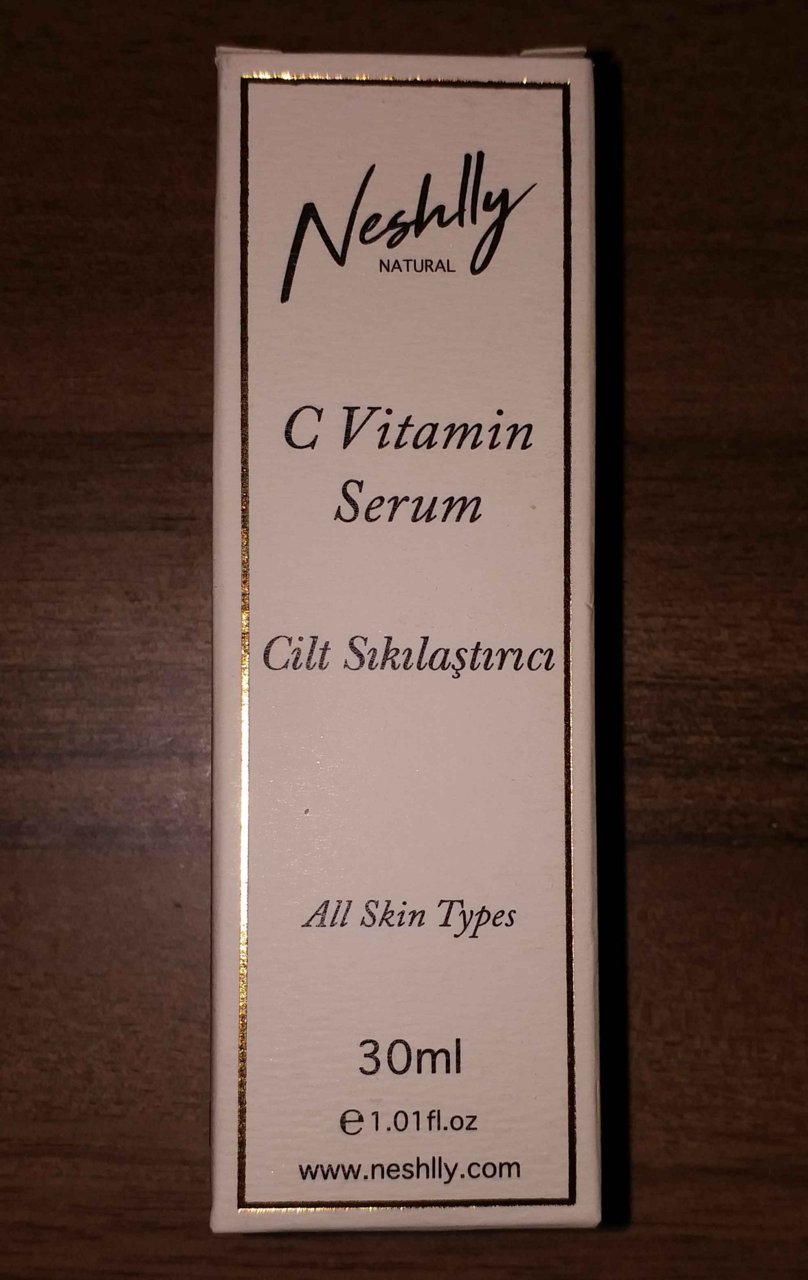 Neshlly
NATURAL
C Vitamin
Serum
Cilt Sıkılaştırıcı
All Skin Types
30ml
℮1.01fl.oz
www.neshlly.com